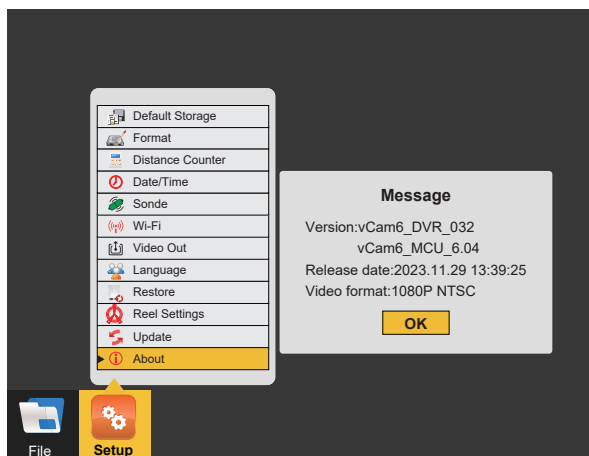 Default Storage
Format
Distance Counter
Date/Time
Sonde
Wi-Fi
Video Out
Language
Restore
Reel Settings
Update
About
Message
Version:vCam6_DVR_032
vCam6_MCU_6.04
Release date:2023.11.29 13:39:25
Video format:1080P NTSC
OK
File
Setup